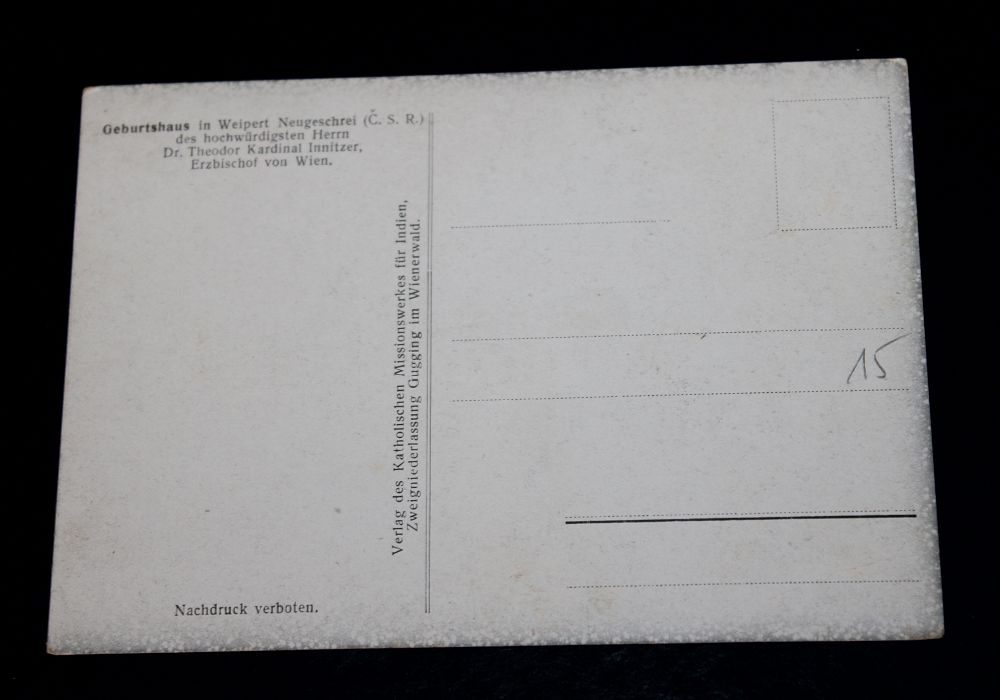 Geburtshaus in Weipert Neugeschrei (Č. S. R.)
des hochwürdigsten Herrn
Dr. Theodor Kardinal Innitzer,
Erzbischof von Wien.
Verlag des Katholischen Missionswerkes für Indien,
Zweigniederlassung Gugging im Wienerwald.
Nachdruck verboten.
15